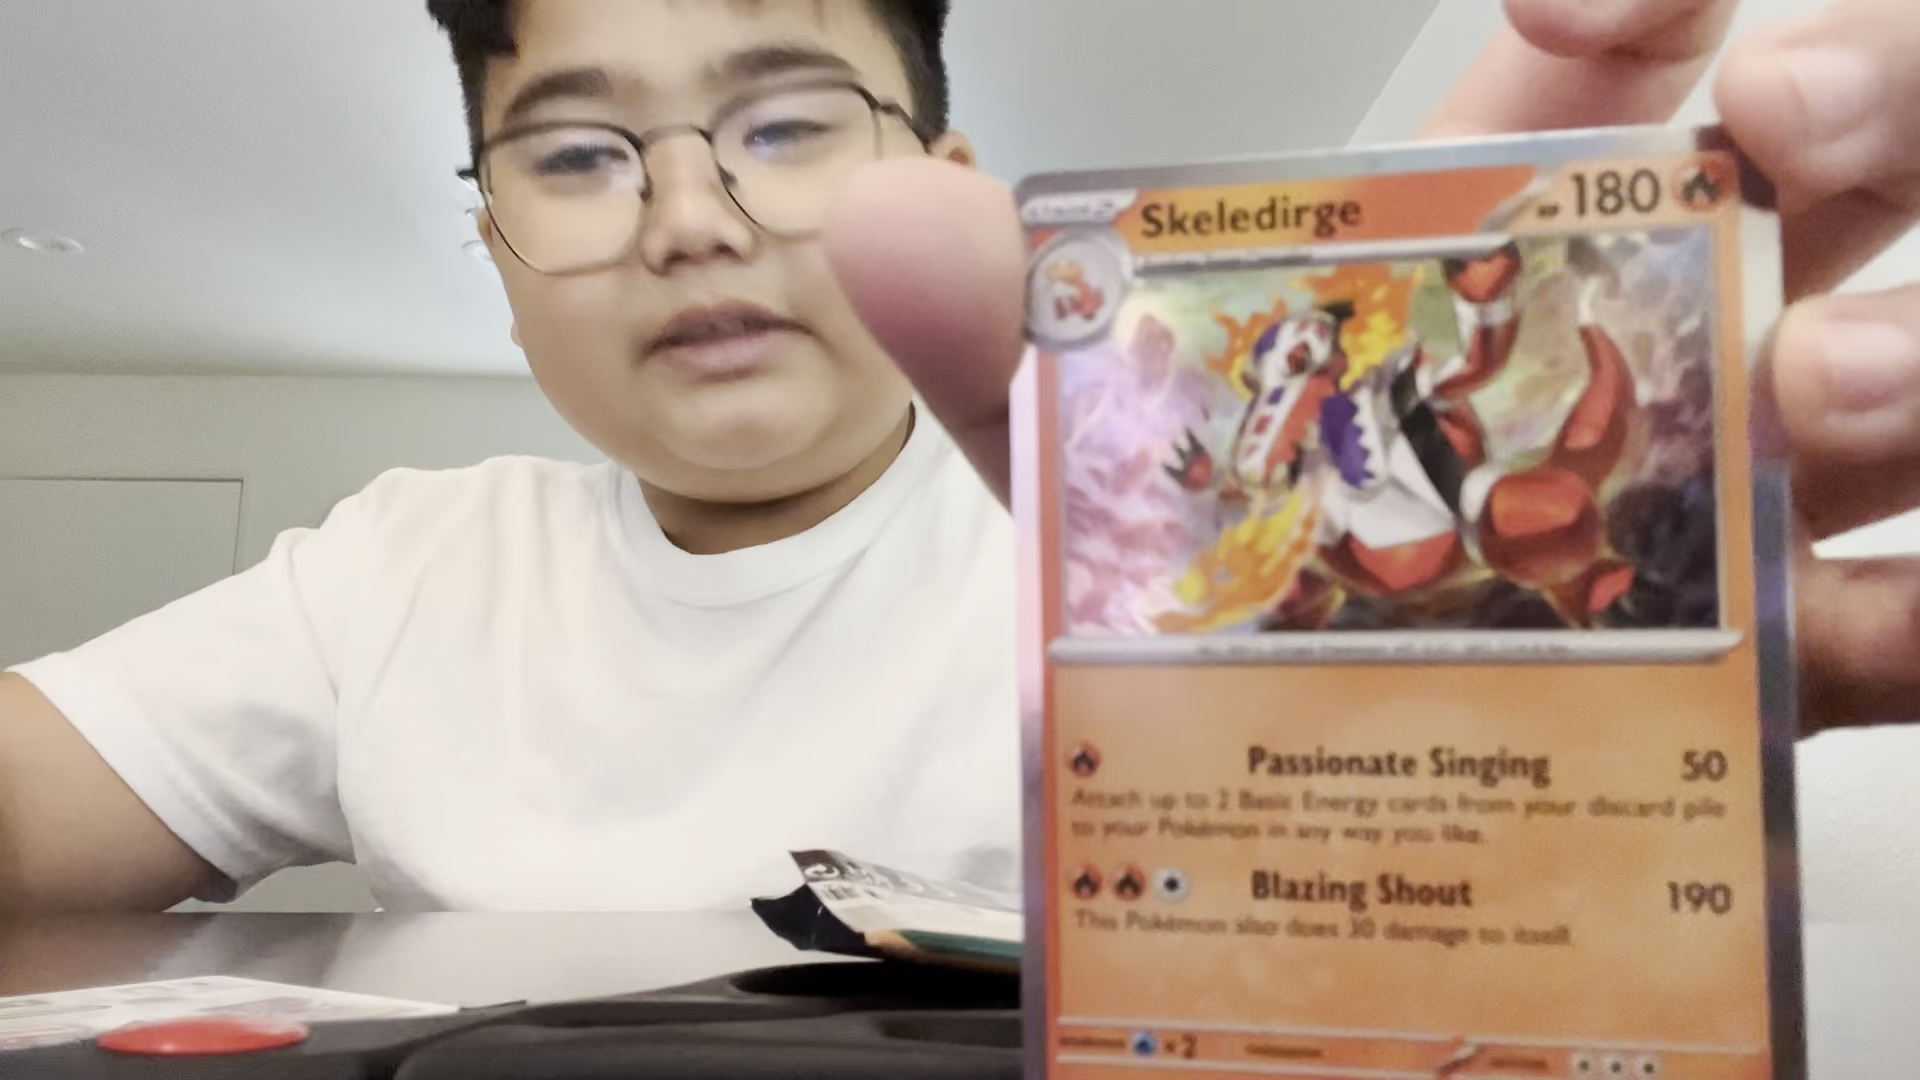 Skeledirge
180
Passionate Singing 50
Attach up to 2 Basic Energy cards from your discard pile
to your Pokémon in any way you like.
Blazing Shout 190
This Pokémon also does 30 damage to itself.
×2